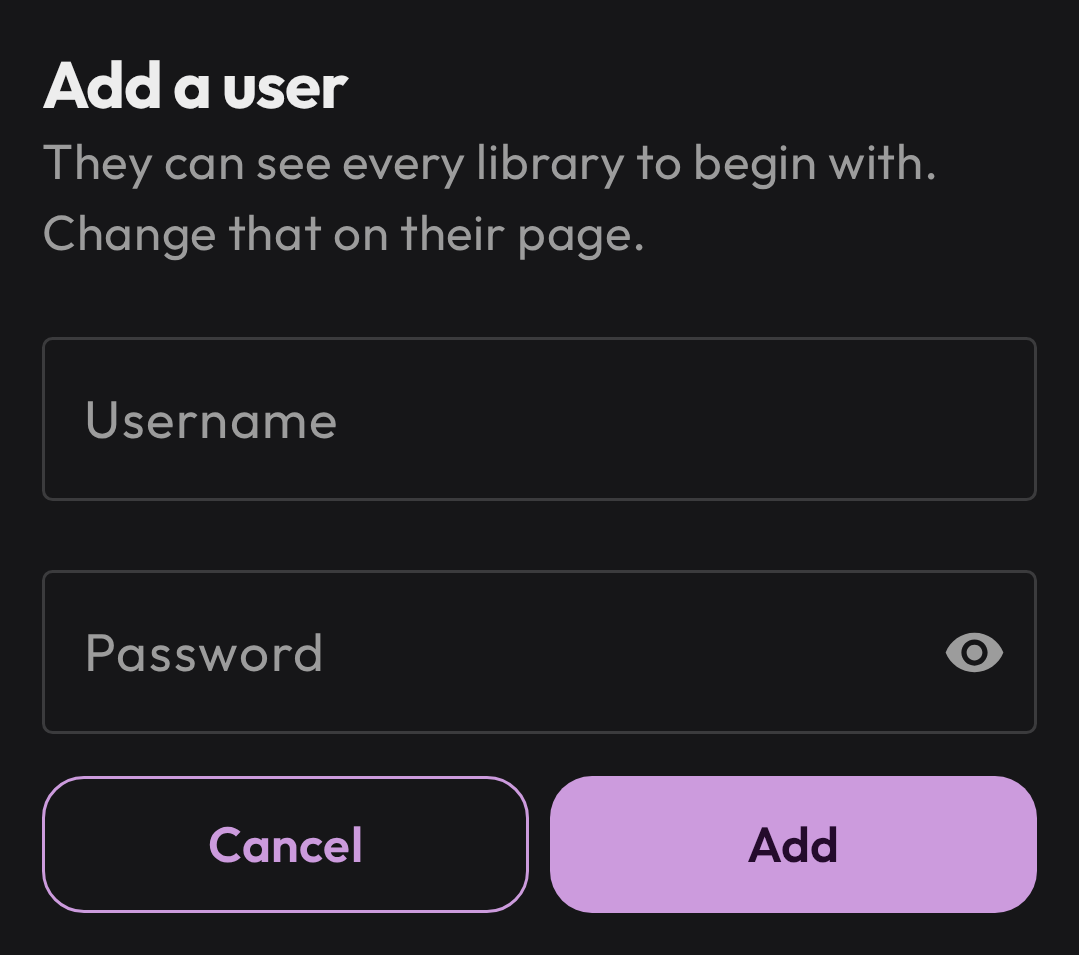 Add a user
They can see every library to begin with.
Change that on their page.
Username
Password
Cancel
Add